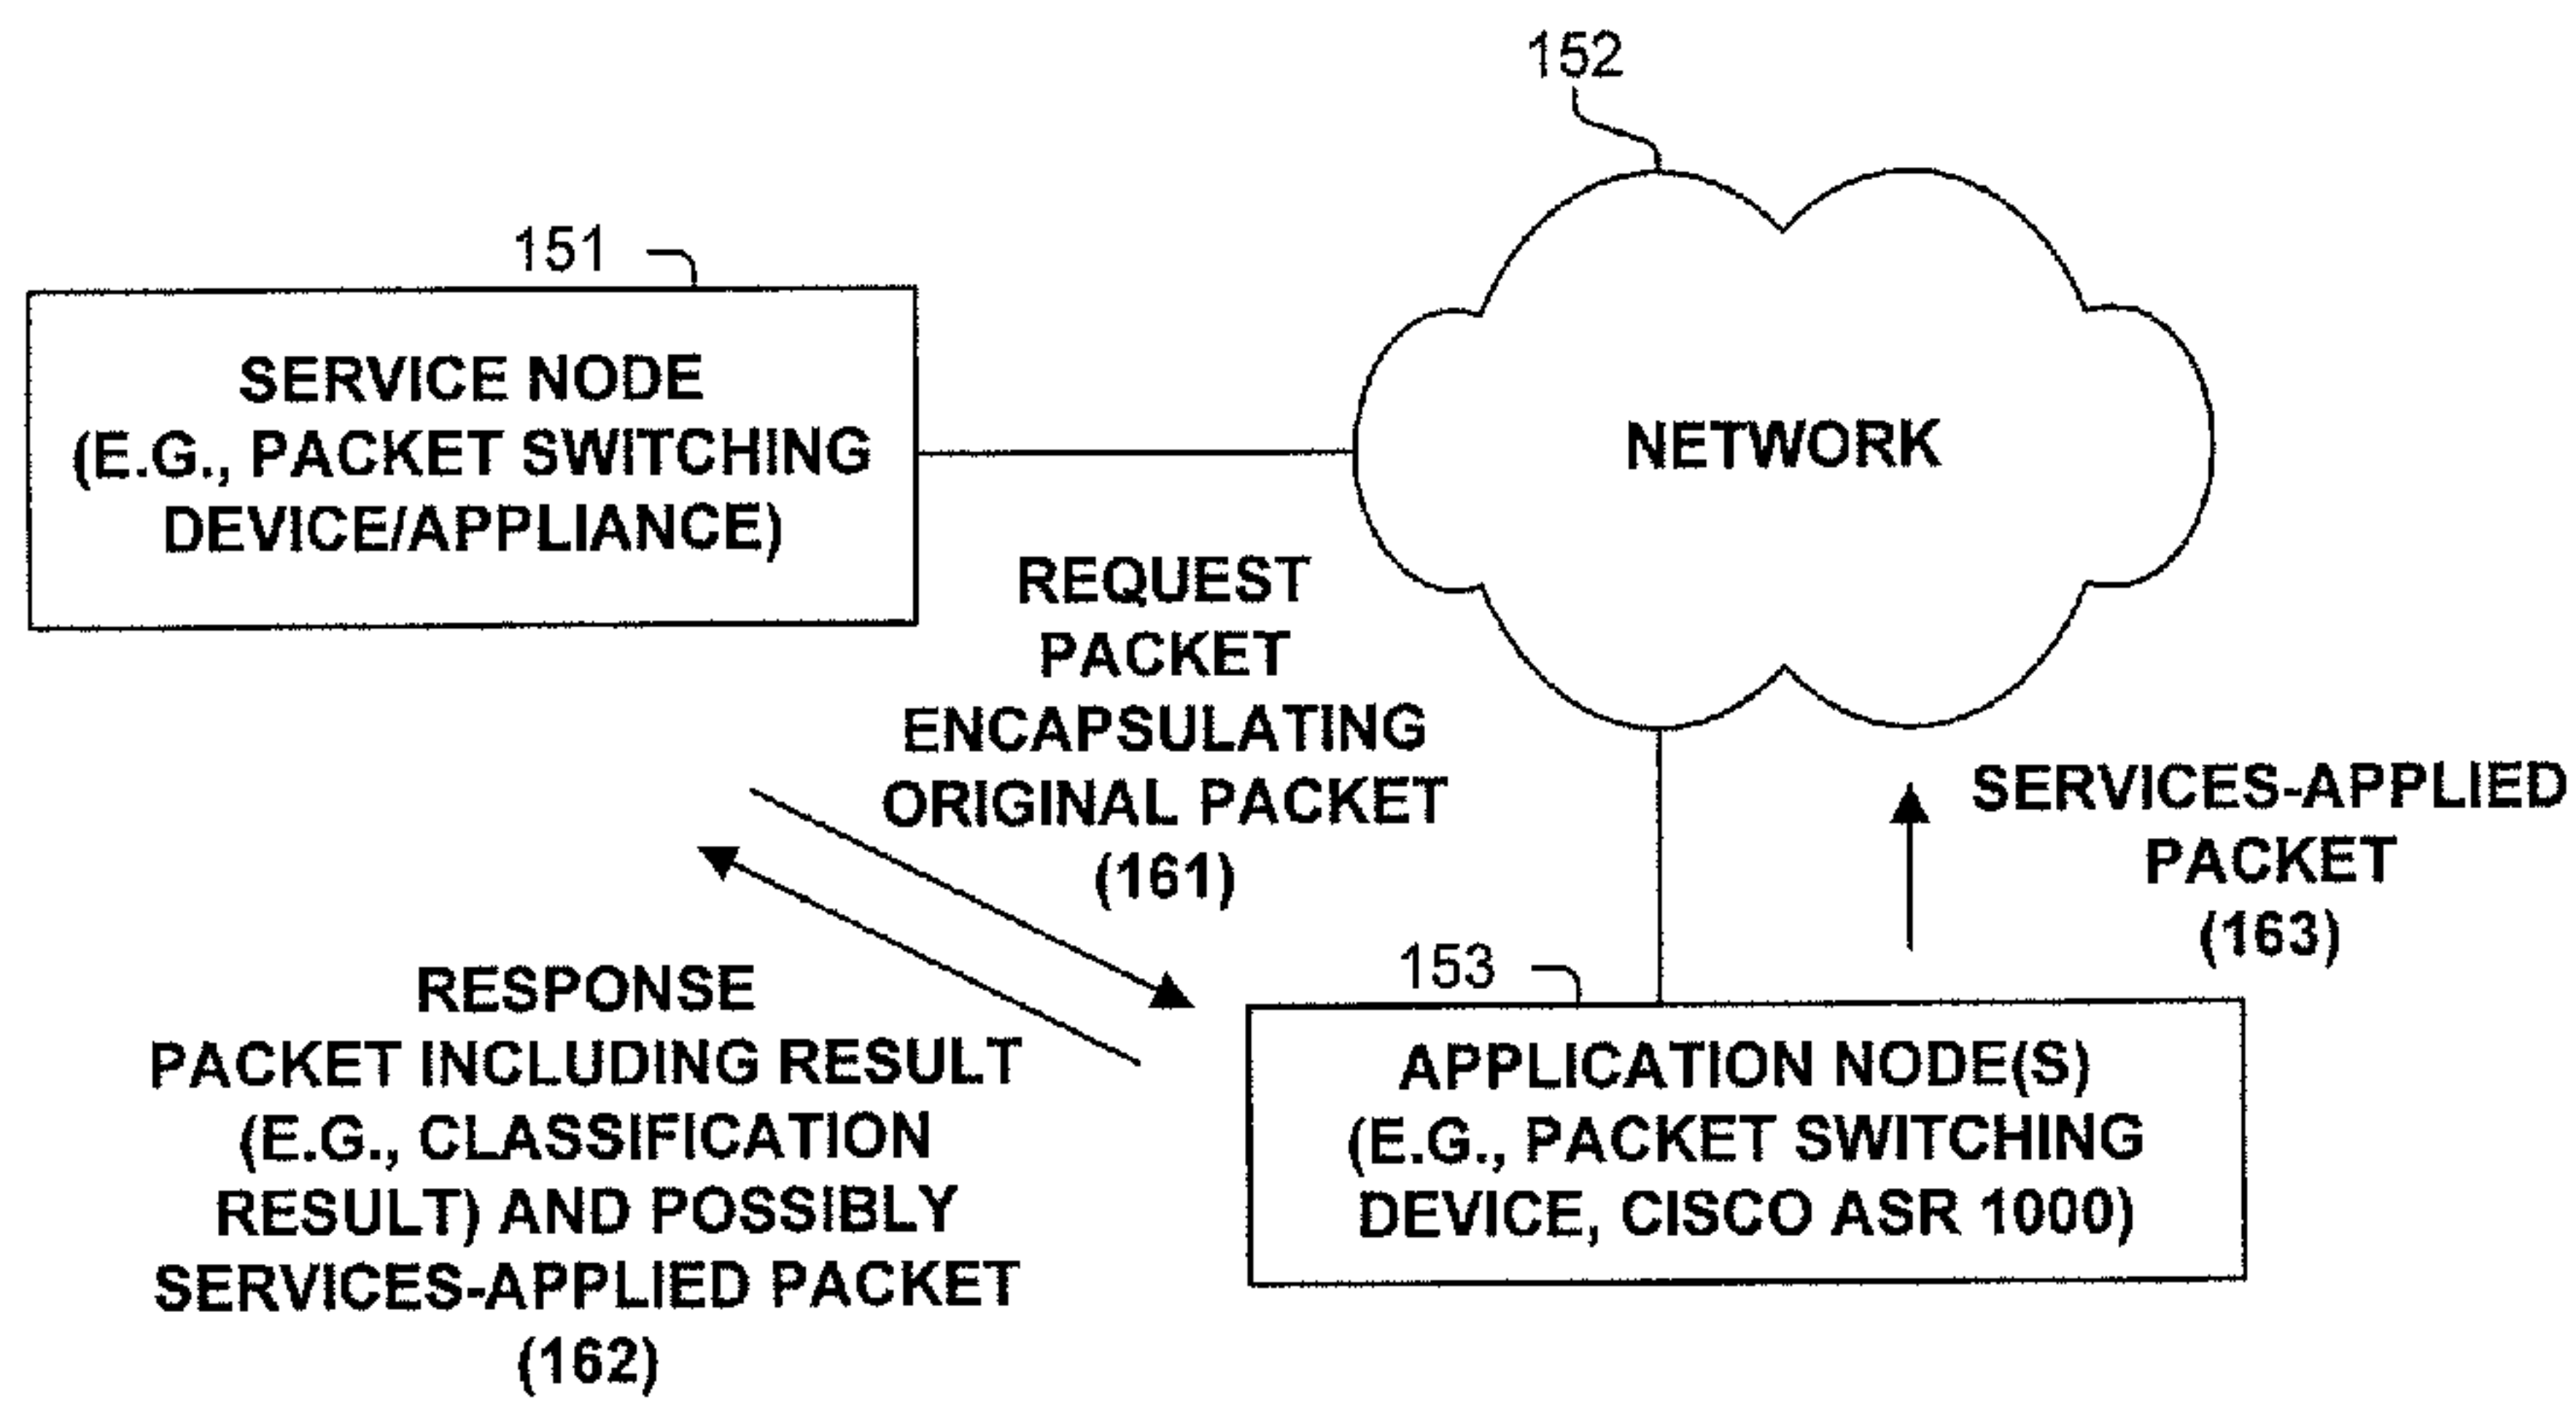 152
151
SERVICE NODE
(E.G., PACKET SWITCHING
DEVICE/APPLIANCE)
NETWORK
REQUEST
PACKET
ENCAPSULATING
ORIGINAL PACKET
(161)
SERVICES-APPLIED
PACKET
(163)
RESPONSE
PACKET INCLUDING RESULT
(E.G., CLASSIFICATION
RESULT) AND POSSIBLY
SERVICES-APPLIED PACKET
(162)
153
APPLICATION NODE(S)
(E.G., PACKET SWITCHING
DEVICE, CISCO ASR 1000)